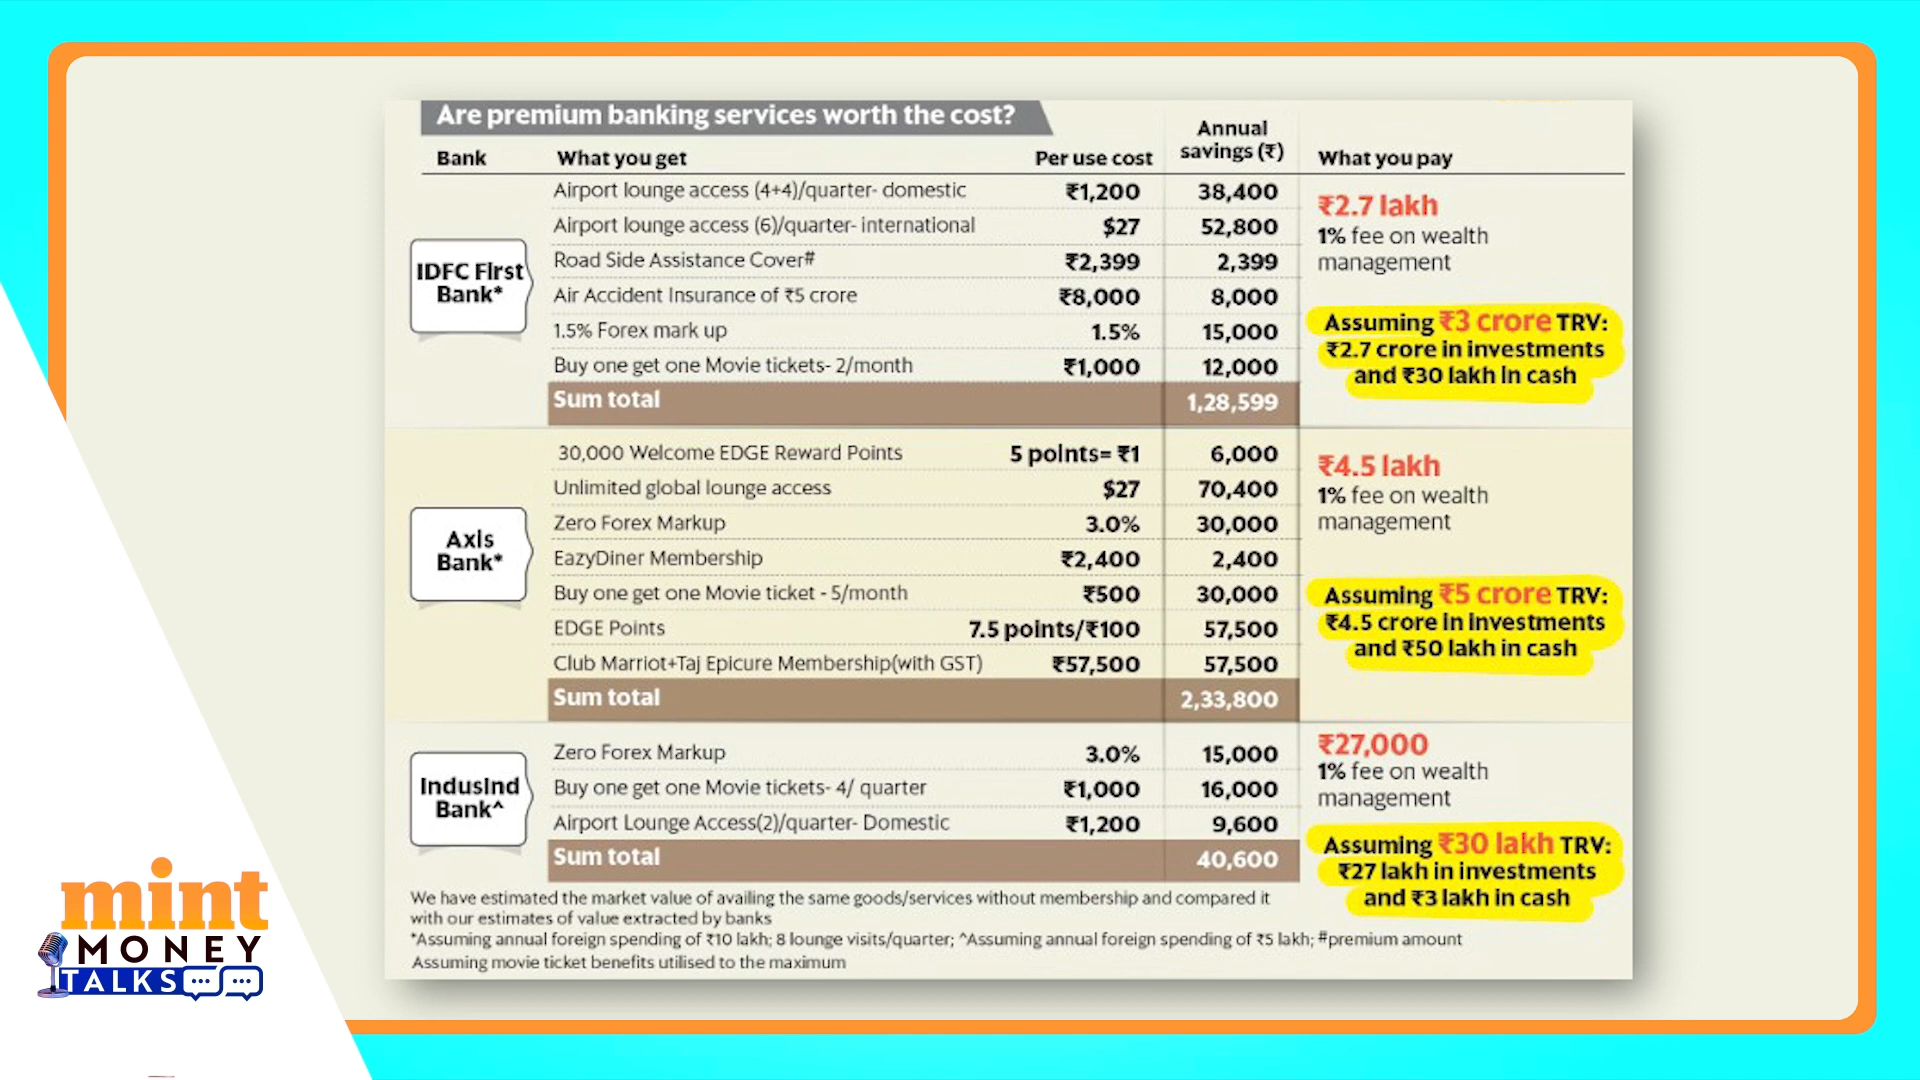 Are premium banking services worth the cost?
Bank What you get Per use cost Annual savings (₹) What you pay
IDFC First Bank*
Airport lounge access (4+4)/quarter- domestic ₹1,200 38,400
Airport lounge access (6)/quarter- international $27 52,800
Road Side Assistance Cover# ₹2,399 2,399
Air Accident Insurance of ₹5 crore ₹8,000 8,000
1.5% Forex mark up 1.5% 15,000
Buy one get one Movie tickets- 2/month ₹1,000 12,000
Sum total 1,28,599
₹2.7 lakh
1% fee on wealth
management
Assuming ₹3 crore TRV:
₹2.7 crore in investments
and ₹30 lakh in cash
Axis Bank*
30,000 Welcome EDGE Reward Points 5 points= ₹1 6,000
Unlimited global lounge access $27 70,400
Zero Forex Markup 3.0% 30,000
EazyDiner Membership ₹2,400 2,400
Buy one get one Movie ticket - 5/month ₹500 30,000
EDGE Points 7.5 points/₹100 57,500
Club Marriot+Taj Epicure Membership(with GST) ₹57,500 57,500
Sum total 2,33,800
₹4.5 lakh
1% fee on wealth
management
Assuming ₹5 crore TRV:
₹4.5 crore in investments
and ₹50 lakh in cash
IndusInd Bank^
Zero Forex Markup 3.0% 15,000
Buy one get one Movie tickets- 4/ quarter ₹1,000 16,000
Airport Lounge Access(2)/quarter- Domestic ₹1,200 9,600
Sum total 40,600
₹27,000
1% fee on wealth
management
Assuming ₹30 lakh TRV:
₹27 lakh in investments
and ₹3 lakh in cash
We have estimated the market value of availing the same goods/services without membership and compared it
with our estimates of value extracted by banks
*Assuming annual foreign spending of ₹10 lakh; 8 lounge visits/quarter; ^Assuming annual foreign spending of ₹5 lakh; #premium amount
Assuming movie ticket benefits utilised to the maximum
mint
MONEY
TALKS